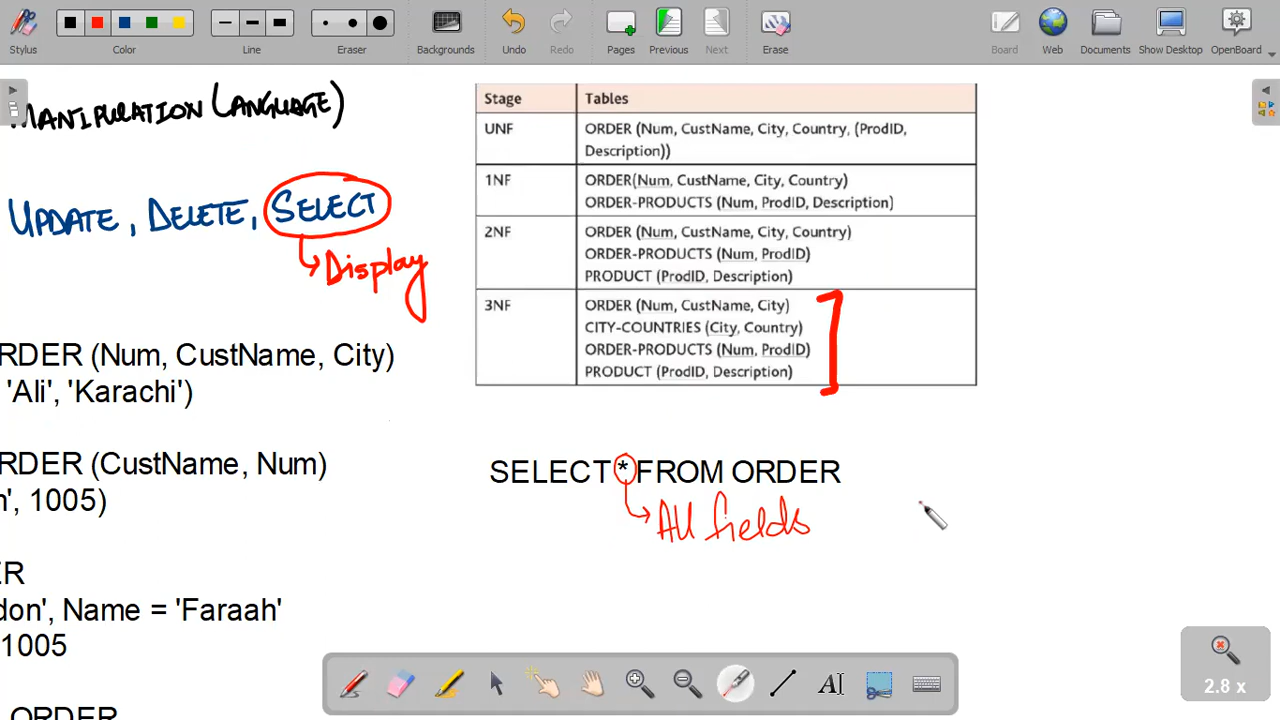 Stylus
Color
Line
Eraser
Backgrounds
Undo
Redo
Pages
Previous
Next
Erase
Board
Web
Documents
Show Desktop
OpenBoard
MANIPULATION LANGUAGE)
UPDATE, DELETE, SELECT
Display
RDER (Num, CustName, City)
'Ali', 'Karachi')
RDER (CustName, Num)
n', 1005)
ER
don', Name = 'Faraah'
1005
ORDER
Stage Tables
UNF ORDER (Num, CustName, City, Country, (ProdID,
Description))
1NF ORDER(Num, CustName, City, Country)
ORDER-PRODUCTS (Num, ProdID, Description)
2NF ORDER (Num, CustName, City, Country)
ORDER-PRODUCTS (Num, ProdID)
PRODUCT (ProdID, Description)
3NF ORDER (Num, CustName, City)
CITY-COUNTRIES (City, Country)
ORDER-PRODUCTS (Num, ProdID)
PRODUCT (ProdID, Description)
SELECT * FROM ORDER
All fields
2.8 x